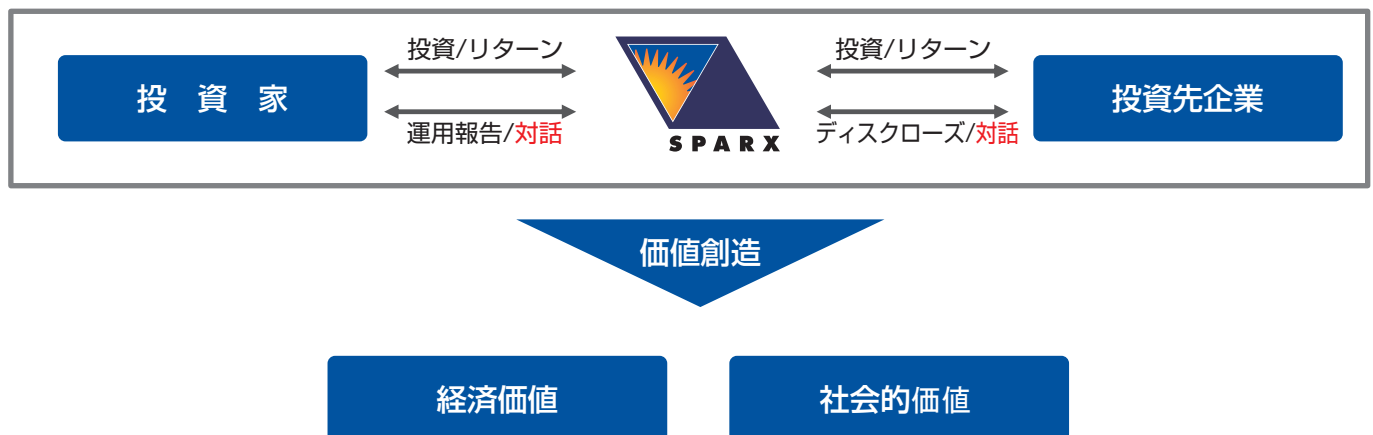 投資/リターン
投資/リターン
投 資 家
投資先企業
運用報告/対話
ディスクローズ/対話
SPARX
価値創造
経済価値
社会的価値